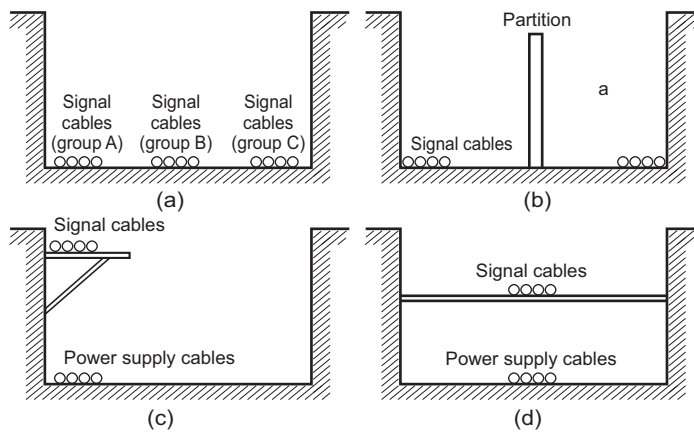 Signal
cables
(group A)
Signal
cables
(group B)
Signal
cables
(group C)
(a)
Partition
a
Signal cables
(b)
Signal cables
Power supply cables
(c)
Signal cables
Power supply cables
(d)